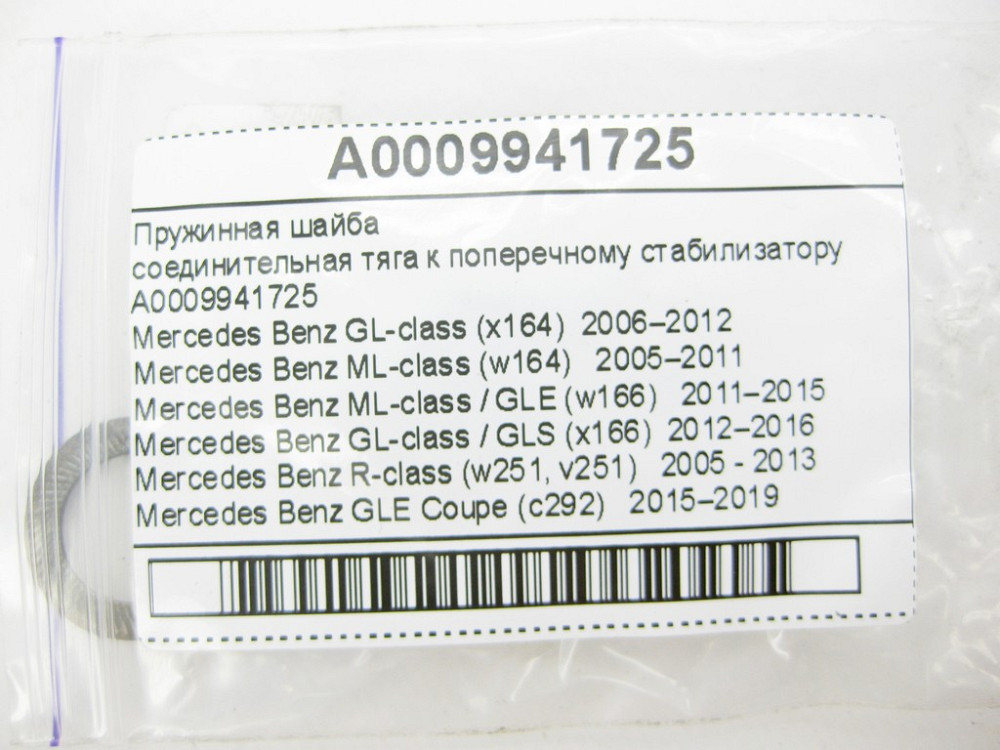 A0009941725
Пружинная шайба
соединительная тяга к поперечному стабилизатору
A0009941725
Mercedes Benz GL-class (x164) 2006–2012
Mercedes Benz ML-class (w164) 2005–2011
Mercedes Benz ML-class / GLE (w166) 2011–2015
Mercedes Benz GL-class / GLS (x166) 2012–2016
Mercedes Benz R-class (w251, v251) 2005 - 2013
Mercedes Benz GLE Coupe (c292) 2015–2019